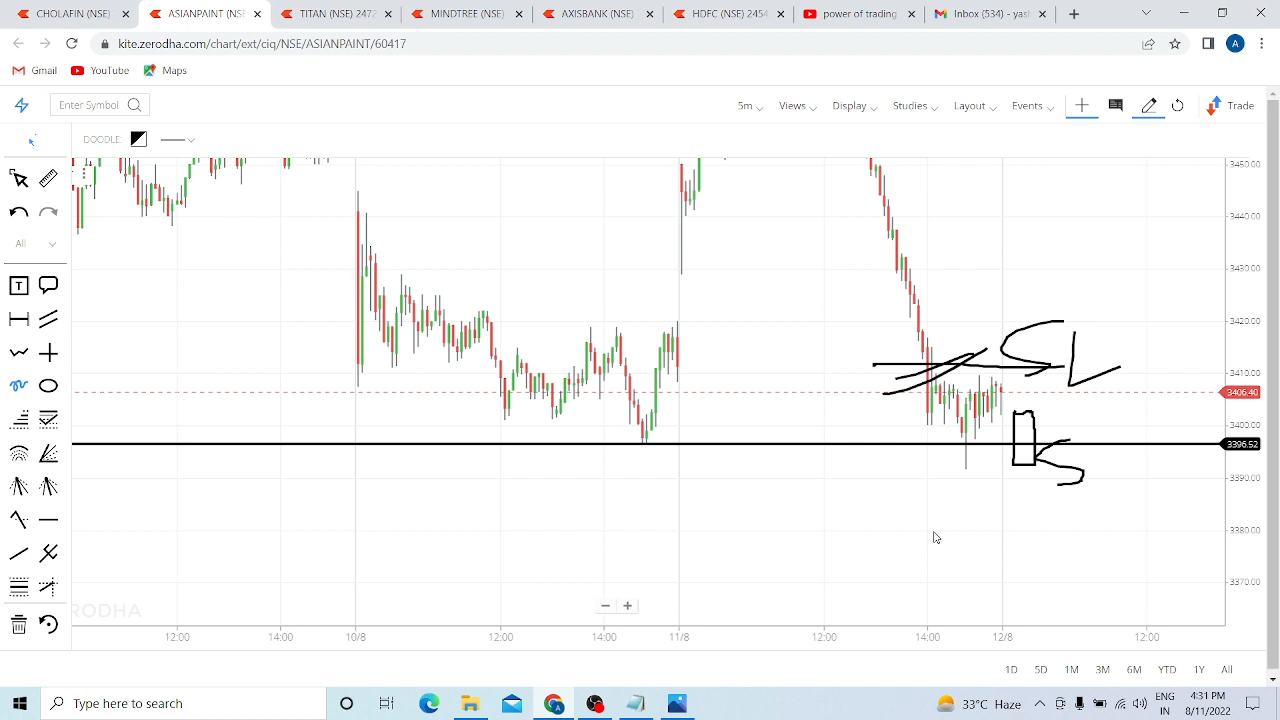 CHOLAFIN (NSE)
ASIANPAINT (NSE
TITAN (NSE) 2472
MINDTREE (NSE)
AXISBANK (NSE)
HDFC (NSE) 2454
power of trading
Inbox (534) - yash
kite.zerodha.com/chart/ext/ciq/NSE/ASIANPAINT/60417
A
Gmail
YouTube
Maps
Enter Symbol
5m
Views
Display
Studies
Layout
Events
Trade
DOODLE:
All
T
3450.00
3440.00
3430.00
3420.00
3410.00
3406.40
3400.00
3396.52
3390.00
3380.00
3370.00
SL
S
RODHA
12:00
14:00
10/8
12:00
14:00
11/8
12:00
14:00
12/8
12:00
1D
5D
1M
3M
6M
YTD
1Y
All
Type here to search
33°C Haze
ENG
IN
4:31 PM
8/11/2022